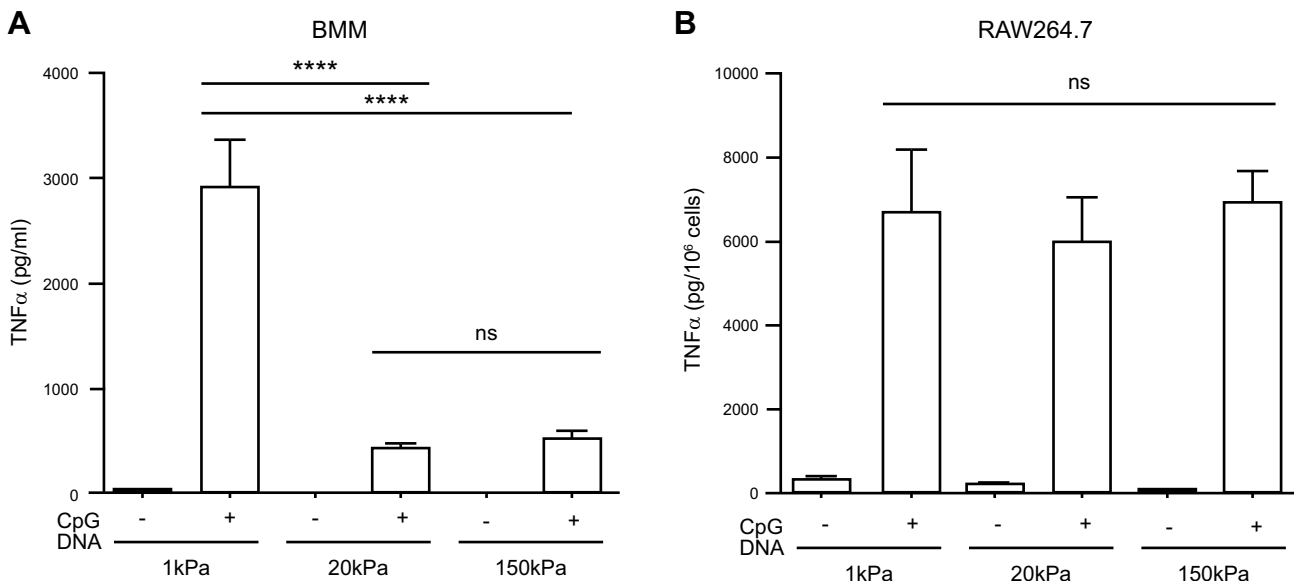 A
BMM
4000
3000
2000
1000
0
TNFα (pg/ml)
****
****
ns
CpG
DNA
- + - + - +
1kPa 20kPa 150kPa
B
RAW264.7
10000
8000
6000
4000
2000
0
TNFα (pg/10⁶ cells)
ns
CpG
DNA
- + - + - +
1kPa 20kPa 150kPa